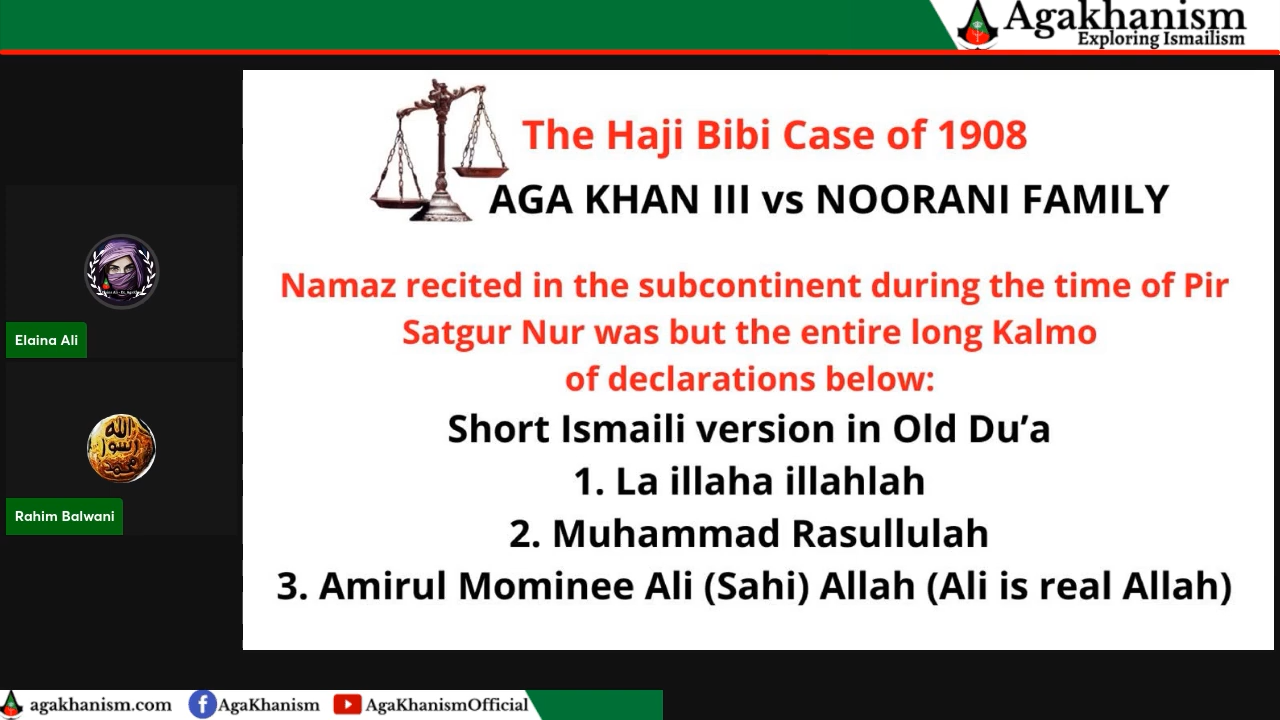 Agakhanism
Exploring Ismailism
The Haji Bibi Case of 1908
AGA KHAN III vs NOORANI FAMILY
Namaz recited in the subcontinent during the time of Pir
Satgur Nur was but the entire long Kalmo
of declarations below:
Short Ismaili version in Old Du’a
1. La illaha illahlah
2. Muhammad Rasullulah
3. Amirul Mominee Ali (Sahi) Allah (Ali is real Allah)
Elaina Ali
الله
رسول
محمد
Rahim Balwani
agakhanism.com
AgaKhanism
AgaKhanismOfficial